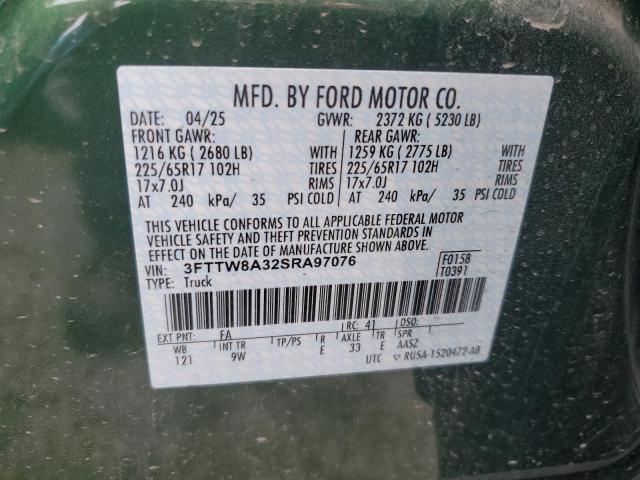 MFD. BY FORD MOTOR CO.
DATE: 04/25 GVWR: 2372 KG ( 5230 LB)
FRONT GAWR: REAR GAWR:
1216 KG ( 2680 LB) WITH 1259 KG ( 2775 LB) WITH
225/65R17 102H TIRES 225/65R17 102H TIRES
17x7.0J RIMS 17x7.0J RIMS
AT 240 kPa/ 35 PSI COLD AT 240 kPa/ 35 PSI COLD
THIS VEHICLE CONFORMS TO ALL APPLICABLE FEDERAL MOTOR
VEHICLE SAFETY AND THEFT PREVENTION STANDARDS IN
EFFECT ON THE DATE OF MANUFACTURE SHOWN ABOVE.
VIN: 3FTTW8A32SRA97076 F0158
TYPE: Truck T0391
EXT PNT: FA RC: 41 DSO:
WB INT TR TP/PS R AXLE TR SPR
121 9W E 33 E AA5Z
UTC ▽ RU5A-1520472-AB